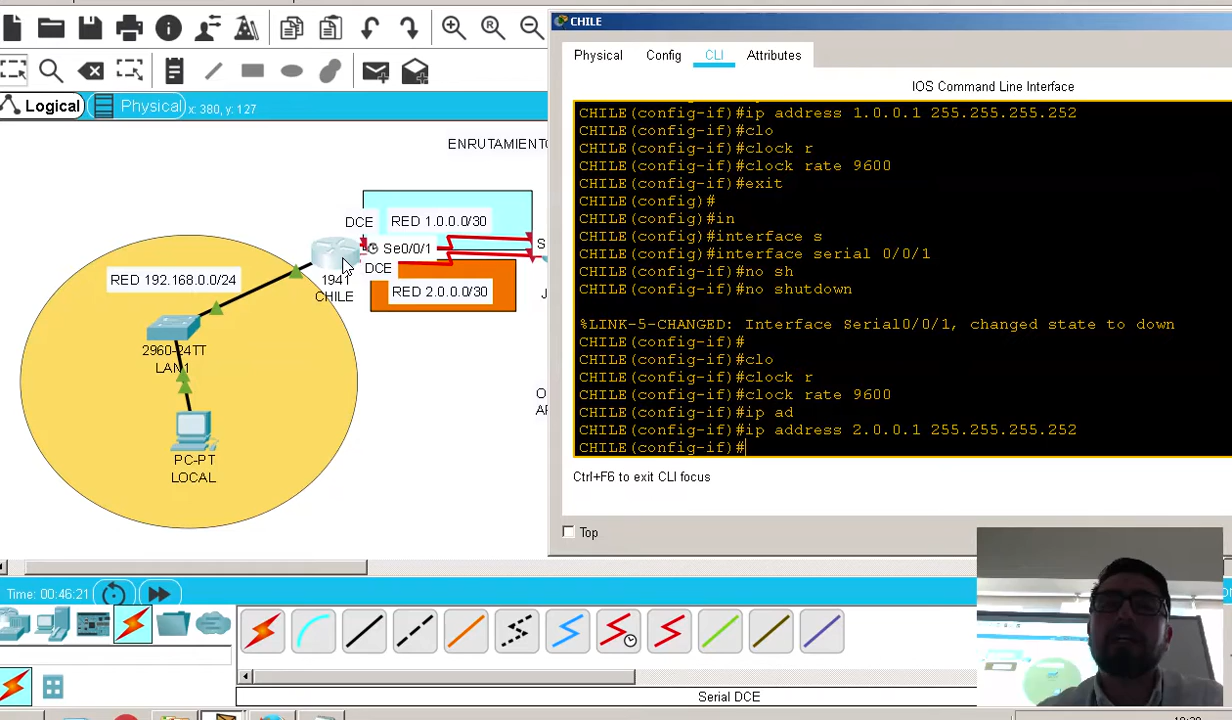 CHILE
Physical Config CLI Attributes
IOS Command Line Interface
Logical Physical x: 380, y: 127
ENRUTAMIENTO
DCE RED 1.0.0.0/30
Se0/0/1
RED 192.168.0.0/24
1941 DCE
CHILE RED 2.0.0.0/30
2960-24TT
LAN1
PC-PT
LOCAL
CHILE(config-if)#ip address 1.0.0.1 255.255.255.252
CHILE(config-if)#clo
CHILE(config-if)#clock r
CHILE(config-if)#clock rate 9600
CHILE(config-if)#exit
CHILE(config)#
CHILE(config)#in
CHILE(config)#interface s
CHILE(config)#interface serial 0/0/1
CHILE(config-if)#no sh
CHILE(config-if)#no shutdown
%LINK-5-CHANGED: Interface Serial0/0/1, changed state to down
CHILE(config-if)#
CHILE(config-if)#clo
CHILE(config-if)#clock r
CHILE(config-if)#clock rate 9600
CHILE(config-if)#ip ad
CHILE(config-if)#ip address 2.0.0.1 255.255.255.252
CHILE(config-if)#
Ctrl+F6 to exit CLI focus
Top
Time: 00:46:21
Serial DCE